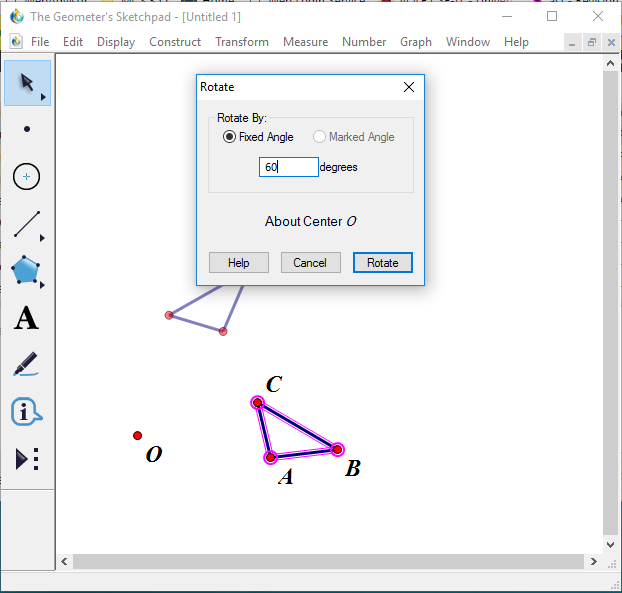 The Geometer's Sketchpad - [Untitled 1]
File Edit Display Construct Transform Measure Number Graph Window Help
Rotate
Rotate By:
Fixed Angle Marked Angle
60 degrees
About Center O
Help Cancel Rotate
A
C
O
A
B